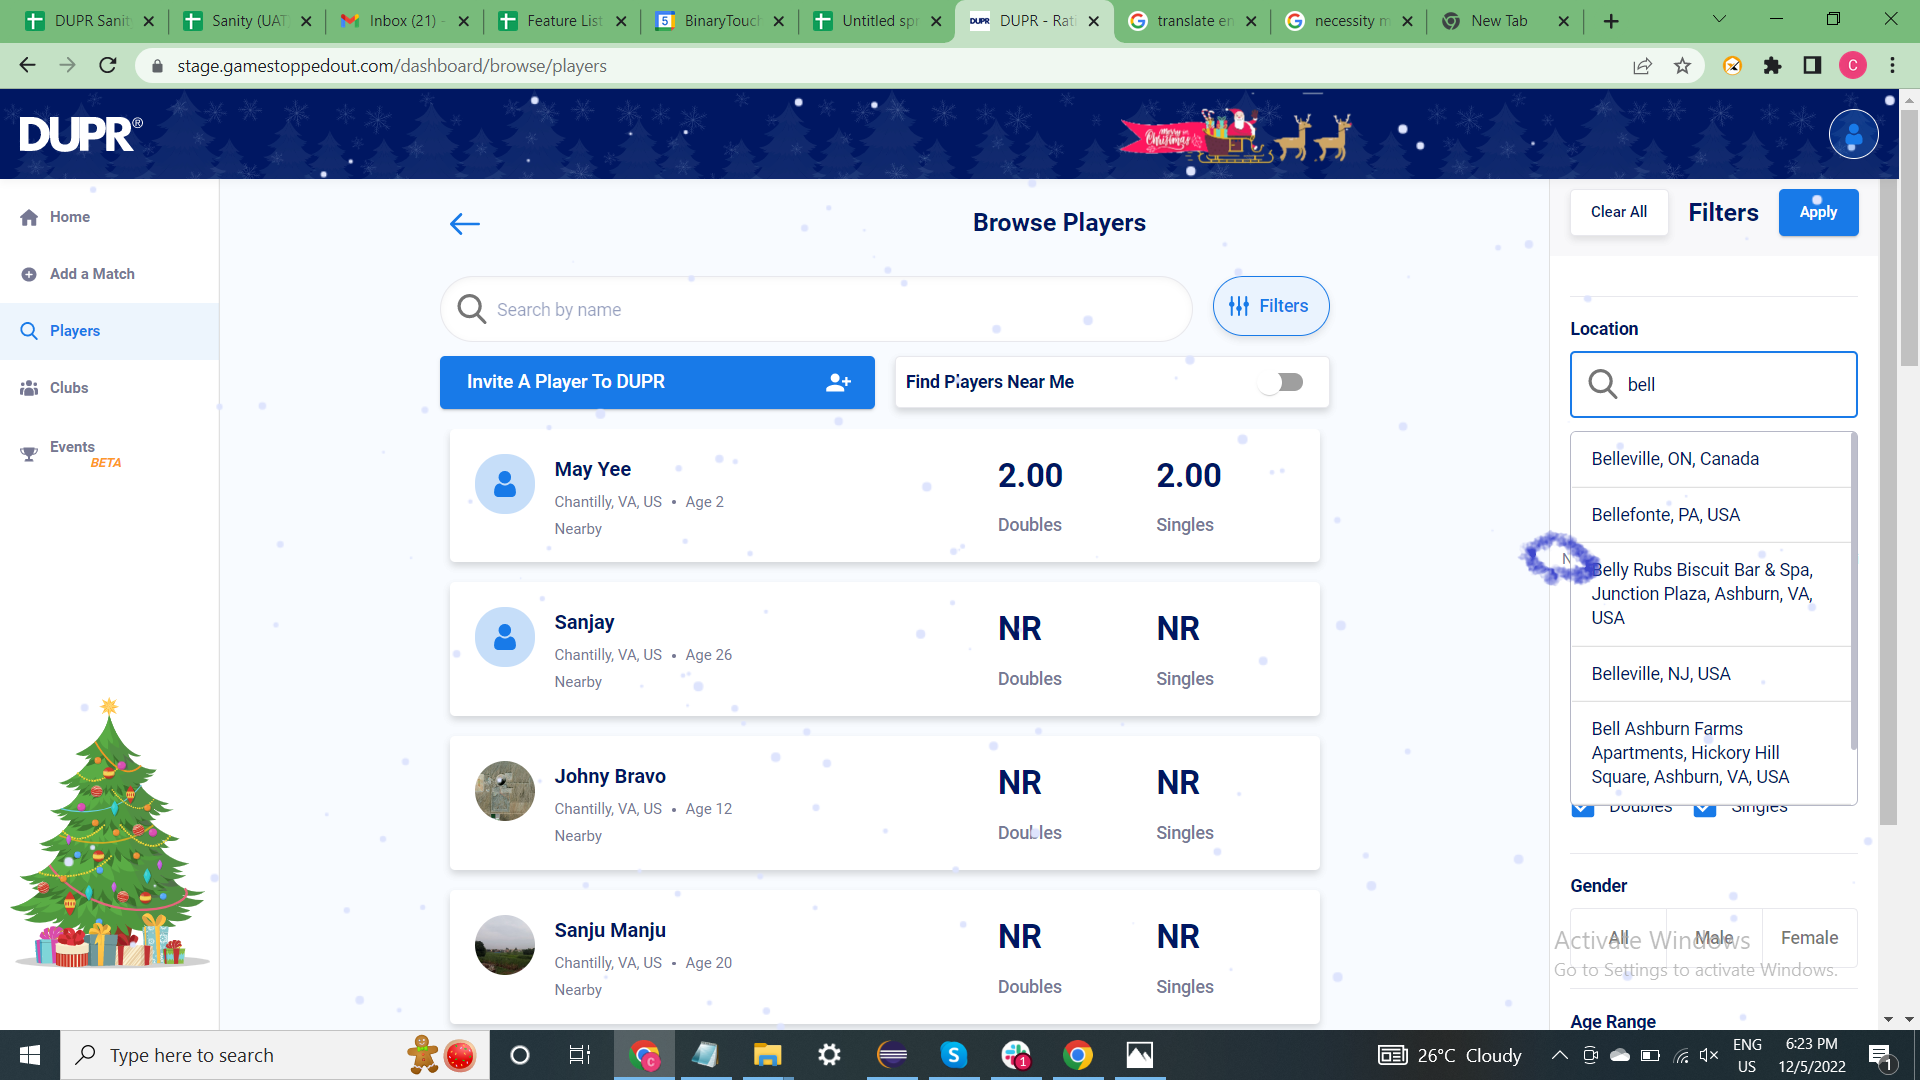 DUPR Sanit
Sanity (UAT
Inbox (21) -
Feature List
BinaryTouch
Untitled spr
DUPR - Rati
translate en
necessity m
New Tab
stage.gamestoppedout.com/dashboard/browse/players
C
DUPR®
Merry Christmas
Home
Add a Match
Players
Clubs
Events
BETA
Browse Players
Search by name
Filters
Invite A Player To DUPR
Find Players Near Me
May Yee
Chantilly, VA, US • Age 2
Nearby
2.00
Doubles
2.00
Singles
Sanjay
Chantilly, VA, US • Age 26
Nearby
NR
Doubles
NR
Singles
Johny Bravo
Chantilly, VA, US • Age 12
Nearby
NR
Doubles
NR
Singles
Sanju Manju
Chantilly, VA, US • Age 20
Nearby
NR
Doubles
NR
Singles
Clear All
Filters
Apply
Location
bell
Belleville, ON, Canada
Bellefonte, PA, USA
N
Belly Rubs Biscuit Bar & Spa,
Junction Plaza, Ashburn, VA,
USA
Belleville, NJ, USA
Bell Ashburn Farms
Apartments, Hickory Hill
Square, Ashburn, VA, USA
Doubles
Singles
Gender
All
Male
Female
Activate Windows
Go to Settings to activate Windows.
Age Range
Type here to search
26°C Cloudy
ENG
US
6:23 PM
12/5/2022
1